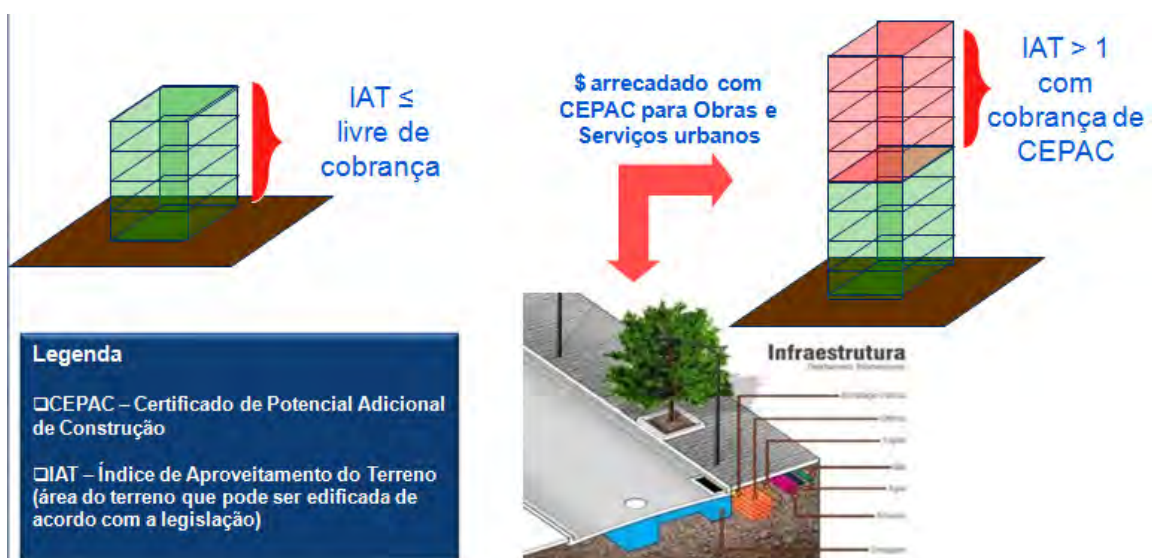 IAT ≤
livre de
cobrança
$ arrecadado com
CEPAC para Obras e
Serviços urbanos
IAT > 1
com
cobrança de
CEPAC
Legenda
❑CEPAC – Certificado de Potencial Adicional
de Construção
❑IAT – Índice de Aproveitamento do Terreno
(área do terreno que pode ser edificada de
acordo com a legislação)
Infraestrutura